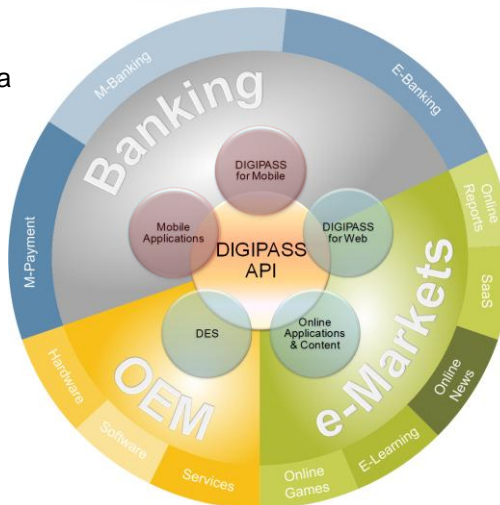 a
M-Banking
E-Banking
Banking
DIGIPASS
for Mobile
Online
Reports
Mobile
Applications
DIGIPASS
for Web
M-Payment
DIGIPASS
API
SaaS
DES
Online
Applications
& Content
e-Markets
OEM
Online
News
Hardware
Software
Services
Online
Games
E-Learning